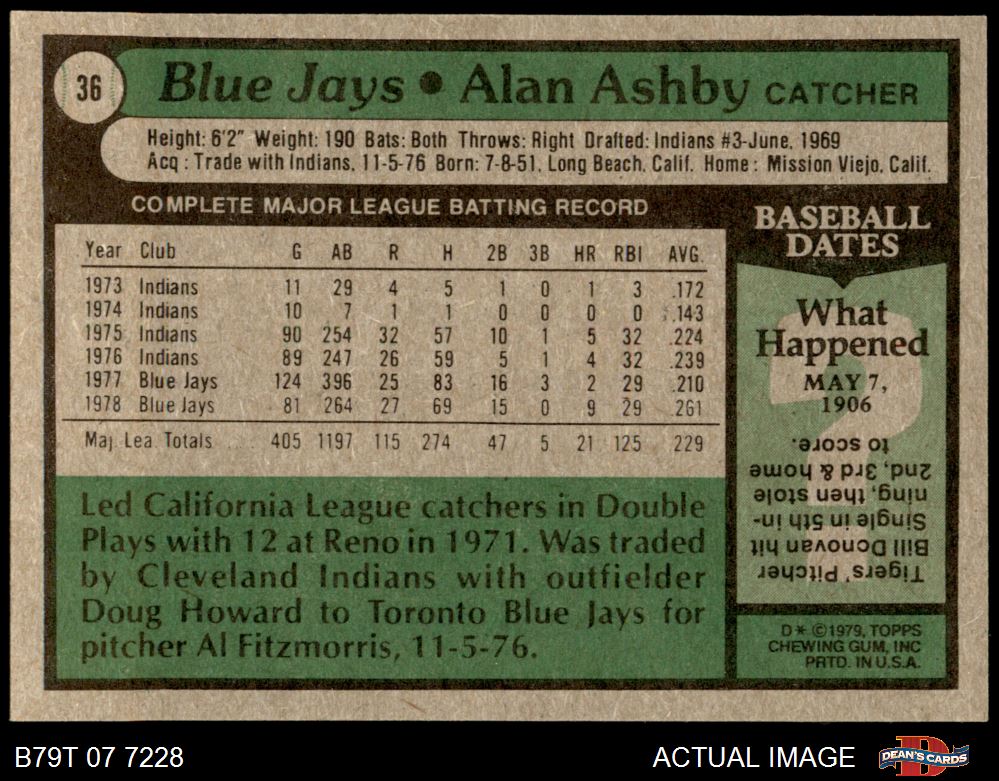 36
Blue Jays • Alan Ashby CATCHER
Height: 6'2" Weight: 190 Bats: Both Throws: Right Drafted: Indians #3-June, 1969
Acq : Trade with Indians, 11-5-76 Born: 7-8-51, Long Beach, Calif. Home : Mission Viejo, Calif.
COMPLETE MAJOR LEAGUE BATTING RECORD
Year Club G AB R H 2B 3B HR RBI AVG.
1973 Indians 11 29 4 5 1 0 1 3 .172
1974 Indians 10 7 1 1 0 0 0 0 .143
1975 Indians 90 254 32 57 10 1 5 32 .224
1976 Indians 89 247 26 59 5 1 4 32 .239
1977 Blue Jays 124 396 25 83 16 3 2 29 .210
1978 Blue Jays 81 264 27 69 15 0 9 29 .261
Maj. Lea. Totals 405 1197 115 274 47 5 21 125 .229
Led California League catchers in Double
Plays with 12 at Reno in 1971. Was traded
by Cleveland Indians with outfielder
Doug Howard to Toronto Blue Jays for
pitcher Al Fitzmorris, 11-5-76.
BASEBALL
DATES
What
Happened
MAY 7,
1906
Tigers' Pitcher
Bill Donovan hit
Single in 5th in-
ning, then stole
2nd, 3rd & home
to score.
D* ©1979, TOPPS
CHEWING GUM, INC
PRTD. IN U.S.A.
B79T 07 7228
ACTUAL IMAGE
D
DEAN'S CARDS